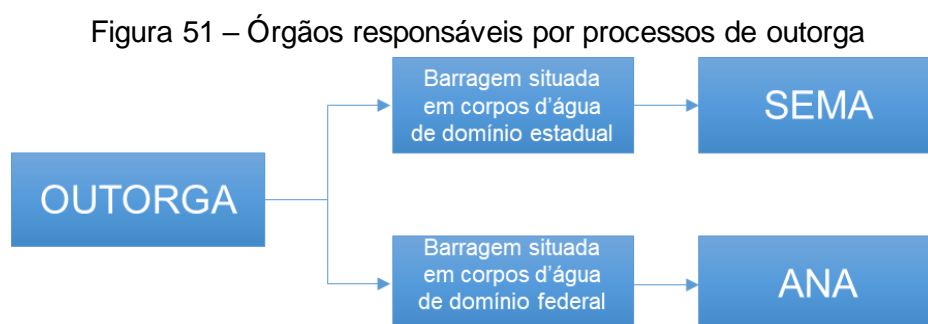 Figura 51 – Órgãos responsáveis por processos de outorga
OUTORGA
Barragem situada
em corpos d’água
de domínio estadual
SEMA
Barragem situada
em corpos d’água
de domínio federal
ANA